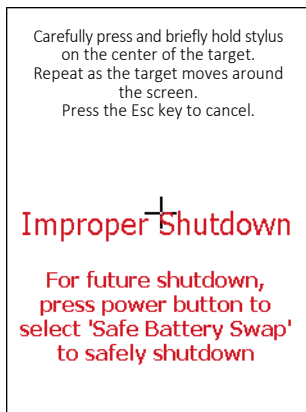 Carefully press and briefly hold stylus
on the center of the target.
Repeat as the target moves around
the screen.
Press the Esc key to cancel.
Improper Shutdown
For future shutdown,
press power button to
select 'Safe Battery Swap'
to safely shutdown